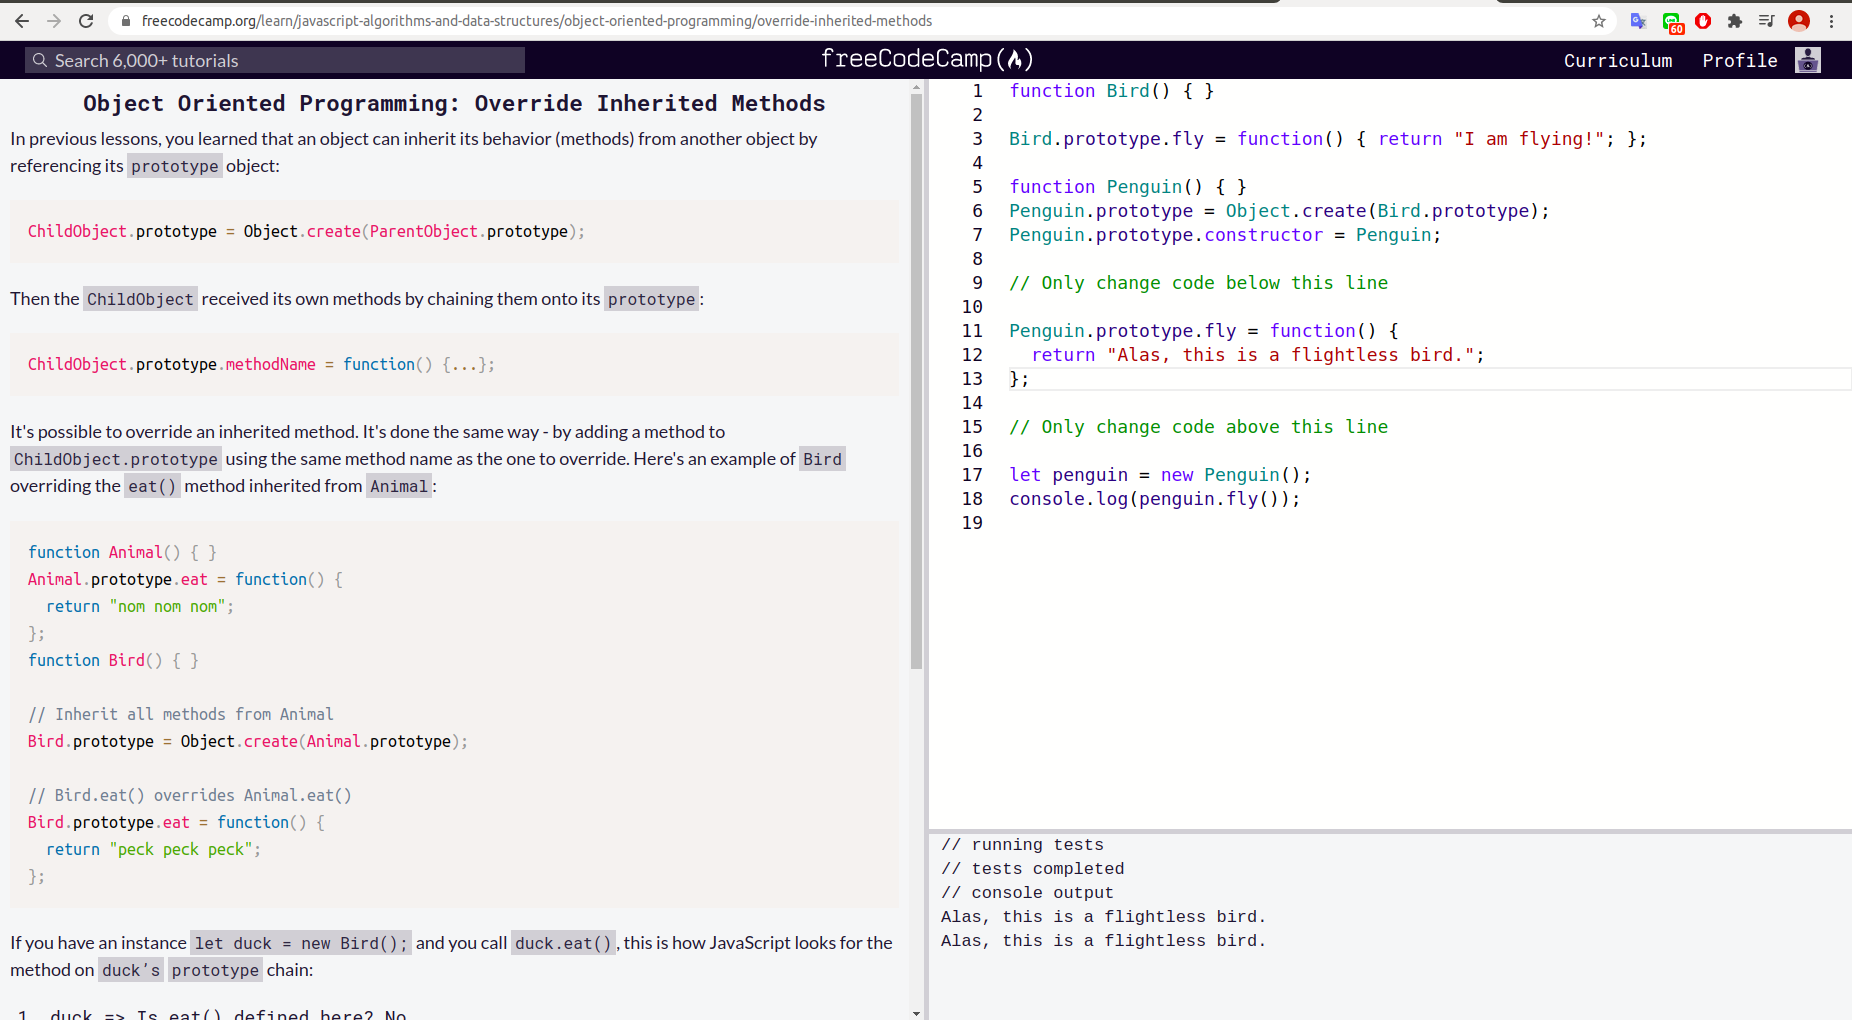 freecodecamp.org/learn/javascript-algorithms-and-data-structures/object-oriented-programming/override-inherited-methods
60
Search 6,000+ tutorials
freeCodeCamp
Curriculum
Profile
Object Oriented Programming: Override Inherited Methods
In previous lessons, you learned that an object can inherit its behavior (methods) from another object by
referencing its prototype object:
ChildObject.prototype = Object.create(ParentObject.prototype);
Then the ChildObject received its own methods by chaining them onto its prototype:
ChildObject.prototype.methodName = function() {...};
It's possible to override an inherited method. It's done the same way - by adding a method to
ChildObject.prototype using the same method name as the one to override. Here's an example of Bird
overriding the eat() method inherited from Animal:
function Animal() { }
Animal.prototype.eat = function() {
  return "nom nom nom";
};
function Bird() { }
// Inherit all methods from Animal
Bird.prototype = Object.create(Animal.prototype);
// Bird.eat() overrides Animal.eat()
Bird.prototype.eat = function() {
  return "peck peck peck";
};
If you have an instance let duck = new Bird(); and you call duck.eat(), this is how JavaScript looks for the
method on duck's prototype chain:
1. duck => Is eat() defined here? No.
1 function Bird() { }
2
3 Bird.prototype.fly = function() { return "I am flying!"; };
4
5 function Penguin() { }
6 Penguin.prototype = Object.create(Bird.prototype);
7 Penguin.prototype.constructor = Penguin;
8
9 // Only change code below this line
10
11 Penguin.prototype.fly = function() {
12   return "Alas, this is a flightless bird.";
13 };
14
15 // Only change code above this line
16
17 let penguin = new Penguin();
18 console.log(penguin.fly());
19
// running tests
// tests completed
// console output
Alas, this is a flightless bird.
Alas, this is a flightless bird.